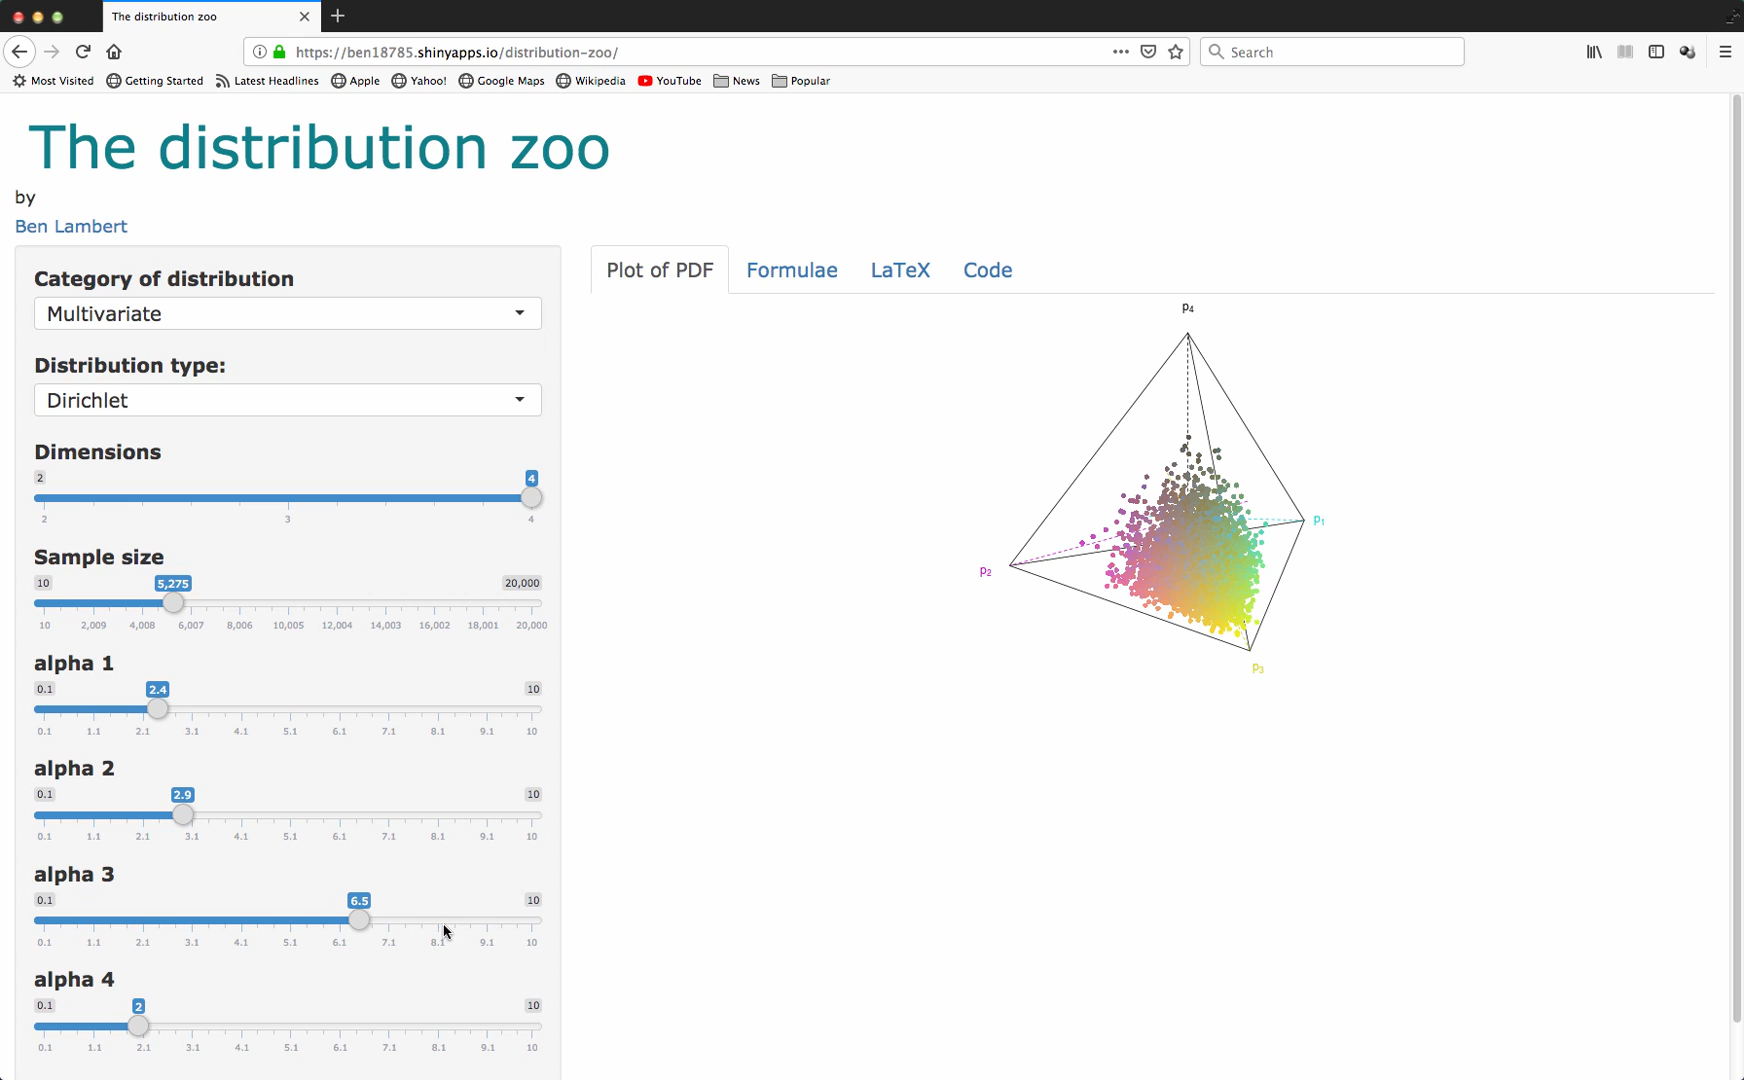 The distribution zoo
https://ben18785.shinyapps.io/distribution-zoo/
Search
Most Visited Getting Started Latest Headlines Apple Yahoo! Google Maps Wikipedia YouTube News Popular
The distribution zoo
by
Ben Lambert
Category of distribution
Multivariate
Distribution type:
Dirichlet
Dimensions
2 4
2 3 4
Sample size
10 5,275 20,000
10 2,009 4,008 6,007 8,006 10,005 12,004 14,003 16,002 18,001 20,000
alpha 1
0.1 2.4 10
0.1 1.1 2.1 3.1 4.1 5.1 6.1 7.1 8.1 9.1 10
alpha 2
0.1 2.9 10
0.1 1.1 2.1 3.1 4.1 5.1 6.1 7.1 8.1 9.1 10
alpha 3
0.1 6.5 10
0.1 1.1 2.1 3.1 4.1 5.1 6.1 7.1 8.1 9.1 10
alpha 4
0.1 2 10
0.1 1.1 2.1 3.1 4.1 5.1 6.1 7.1 8.1 9.1 10
Plot of PDF Formulae LaTeX Code
p4
p1
p2
p3